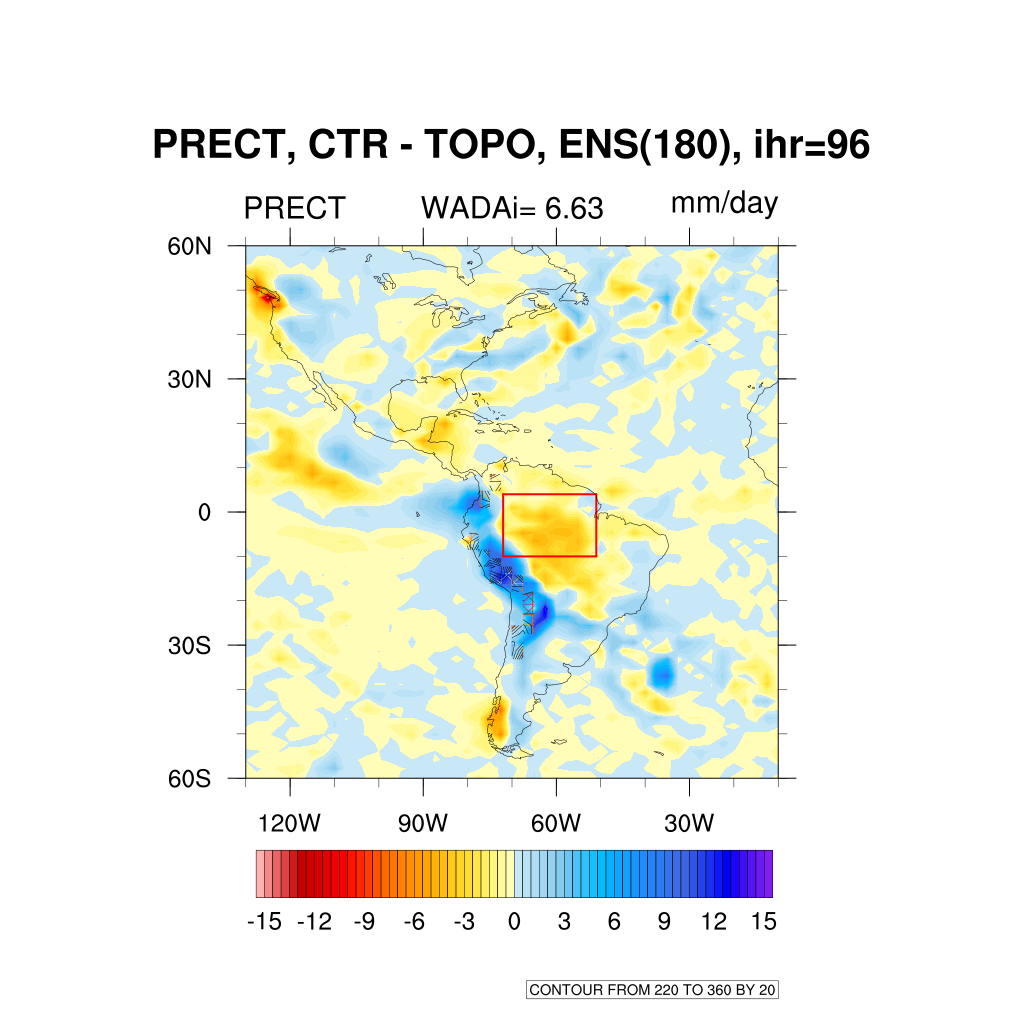 PRECT, CTR - TOPO, ENS(180), ihr=96
PRECT WADAi= 6.63 mm/day
60N
30N
0
30S
60S
120W 90W 60W 30W
-15 -12 -9 -6 -3 0 3 6 9 12 15
CONTOUR FROM 220 TO 360 BY 20